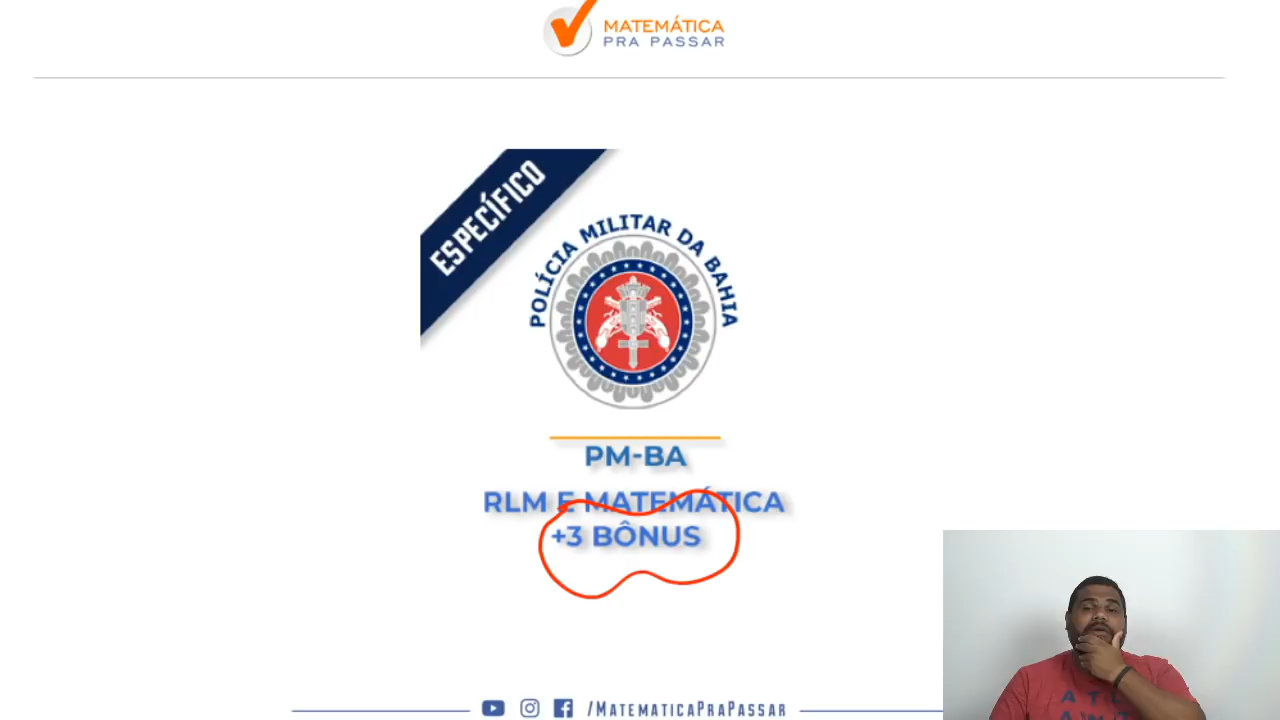 MATEMÁTICA
PRA PASSAR
ESPECÍFICO
POLÍCIA MILITAR DA BAHIA
PM-BA
RLM E MATEMÁTICA
+3 BÔNUS
/MATEMATICAPRAPASSAR